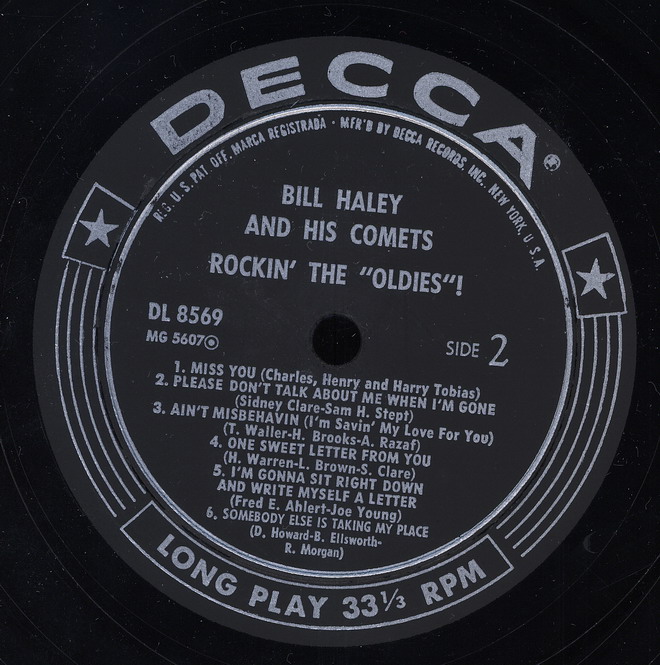 DECCA®
REG. U.S. PAT. OFF. MARCA REGISTRADA · MFR'D BY DECCA RECORDS, INC., NEW YORK, U.S.A.
BILL HALEY
AND HIS COMETS
ROCKIN' THE "OLDIES"!
DL 8569
MG 5607
SIDE 2
1. MISS YOU (Charles, Henry and Harry Tobias)
2. PLEASE DON'T TALK ABOUT ME WHEN I'M GONE
(Sidney Clare-Sam H. Stept)
3. AIN'T MISBEHAVIN (I'm Savin' My Love For You)
(T. Waller-H. Brooks-A. Razaf)
4. ONE SWEET LETTER FROM YOU
(H. Warren-L. Brown-S. Clare)
5. I'M GONNA SIT RIGHT DOWN
AND WRITE MYSELF A LETTER
(Fred E. Ahlert-Joe Young)
6. SOMEBODY ELSE IS TAKING MY PLACE
(D. Howard-B. Ellsworth-
R. Morgan)
LONG PLAY 33⅓ RPM